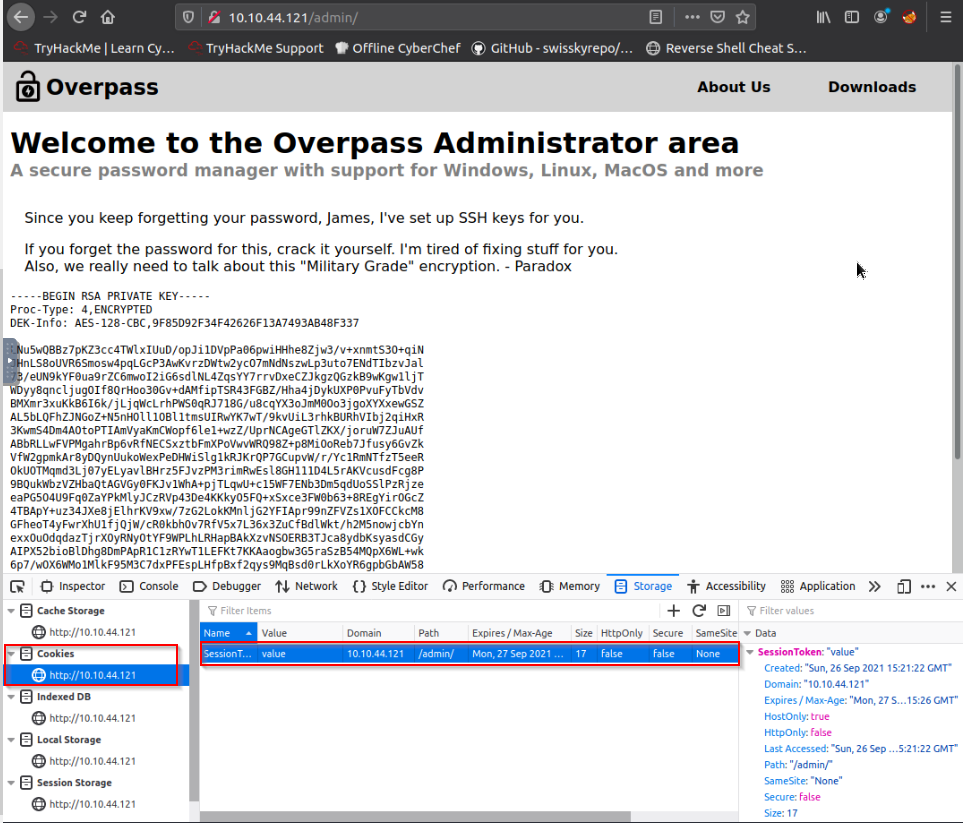 10.10.44.121/admin/
TryHackMe | Learn Cy... TryHackMe Support Offline CyberChef GitHub - swisskyrepo/... Reverse Shell Cheat S...
Overpass About Us Downloads
Welcome to the Overpass Administrator area
A secure password manager with support for Windows, Linux, MacOS and more
Since you keep forgetting your password, James, I've set up SSH keys for you.
If you forget the password for this, crack it yourself. I'm tired of fixing stuff for you.
Also, we really need to talk about this "Military Grade" encryption. - Paradox
-----BEGIN RSA PRIVATE KEY-----
Proc-Type: 4,ENCRYPTED
DEK-Info: AES-128-CBC,9F85D92F34F42626F13A7493AB48F337
WDyy8qncljugOIf8QrHoo30Gv+dAMfipTSR43FGBZ/Hha4jDykUXP0PvuFyTbVdv
BMXmr3xuKkB6I6k/jLjqWcLrhPWS0qRJ718G/u8cqYX3oJmM0Oo3jgoXYXxewGSZ
AL5bLQFhZJNGoZ+N5nHOll1OBl1tmsUIRwYK7wT/9kvUiL3rhkBURhVIbj2qiHxR
3KwmS4Dm4AOtoPTIAmVyaKmCWopf6le1+wzZ/UprNCAgeGTlZKX/joruW7ZJuAUf
ABbRLLwFVPMgahrBp6vRfNECSxztbFmXPoVwvWRQ98Z+p8MiOoReb7Jfusy6GvZk
VfW2gpmkAr8yDQynUukoWexPeDHWiSlg1kRJKrQP7GCupvW/r/Yc1RmNTfzT5eeR
OkUOTMqmd3Lj07yELyavlBHrz5FJvzPM3rimRwEsl8GH111D4L5rAKVcusdFcg8P
9BQukWbzVZHbaQtAGVGy0FKJv1WhA+pjTLqwU+c15WF7ENb3Dm5qdUoSSlPzRjze
eaPG5O4U9Fq0ZaYPkMlyJCzRVp43De4KKkyO5FQ+xSxce3FW0b63+8REgYirOGcZ
4TBApY+uz34JXe8jElhrKV9xw/7zG2LokKMnljG2YFIApr99nZFVZs1XOFCCkcM8
GFheoT4yFwrXhU1fjQjW/cR0kbhOv7RfV5x7L36x3ZuCfBdlWkt/h2M5nowjcbYn
exxOuOdqdazTjrXOyRNyOtYF9WPLhLRHapBAkXzvNSOERB3TJca8ydbKsyasdCGy
AIPX52bioBlDhg8DmPApR1C1zRYwT1LEFKt7KKAaogbw3G5raSzB54MQpX6WL+wk
6p7/wOX6WMo1MlkF95M3C7dxPFEspLHfpBxf2qys9MqBsd0rLkXoYR6gpbGbAW58
Inspector Console Debugger Network Style Editor Performance Memory Storage Accessibility Application
Cache Storage Filter Items Filter values
http://10.10.44.121
Name Value Domain Path Expires / Max-Age Size HttpOnly Secure SameSite Data
Cookies
http://10.10.44.121
SessionT... value 10.10.44.121 /admin/ Mon, 27 Sep 2021 ... 17 false false None
Indexed DB
http://10.10.44.121
Local Storage
http://10.10.44.121
Session Storage
http://10.10.44.121
SessionToken: "value"
Created: "Sun, 26 Sep 2021 15:21:22 GMT"
Domain: "10.10.44.121"
Expires / Max-Age: "Mon, 27 S...15:26 GMT"
HostOnly: true
HttpOnly: false
Last Accessed: "Sun, 26 Sep ...5:21:22 GMT"
Path: "/admin/"
SameSite: "None"
Secure: false
Size: 17